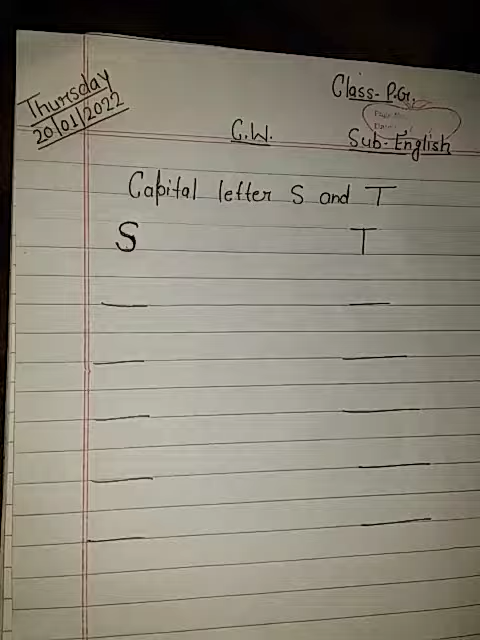 Thursday
20/01/2022
Class- P.G.
C.W.
Sub- English
Capital letter S and T
S T